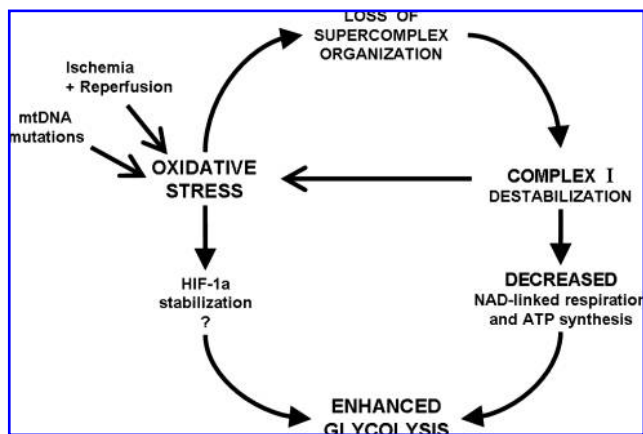 LOSS OF
SUPERCOMPLEX
ORGANIZATION
Ischemia
+ Reperfusion
mtDNA
mutations
OXIDATIVE
STRESS
COMPLEX I
DESTABILIZATION
HIF-1a
stabilization
?
DECREASED
NAD-linked respiration
and ATP synthesis
ENHANCED
GLYCOLYSIS